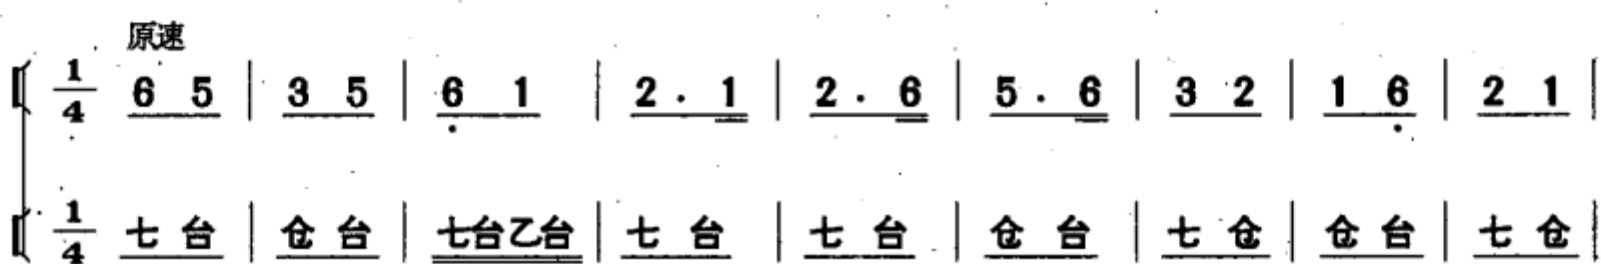 原速
1/4 6 5 | 3 5 | 6 1 | 2 . 1 | 2 . 6 | 5 . 6 | 3 2 | 1 6 | 2 1 |
1/4 七 台 | 仓 台 | 七台乙台 | 七 台 | 七 台 | 仓 台 | 七 仓 | 仓 台 | 七 仓 |